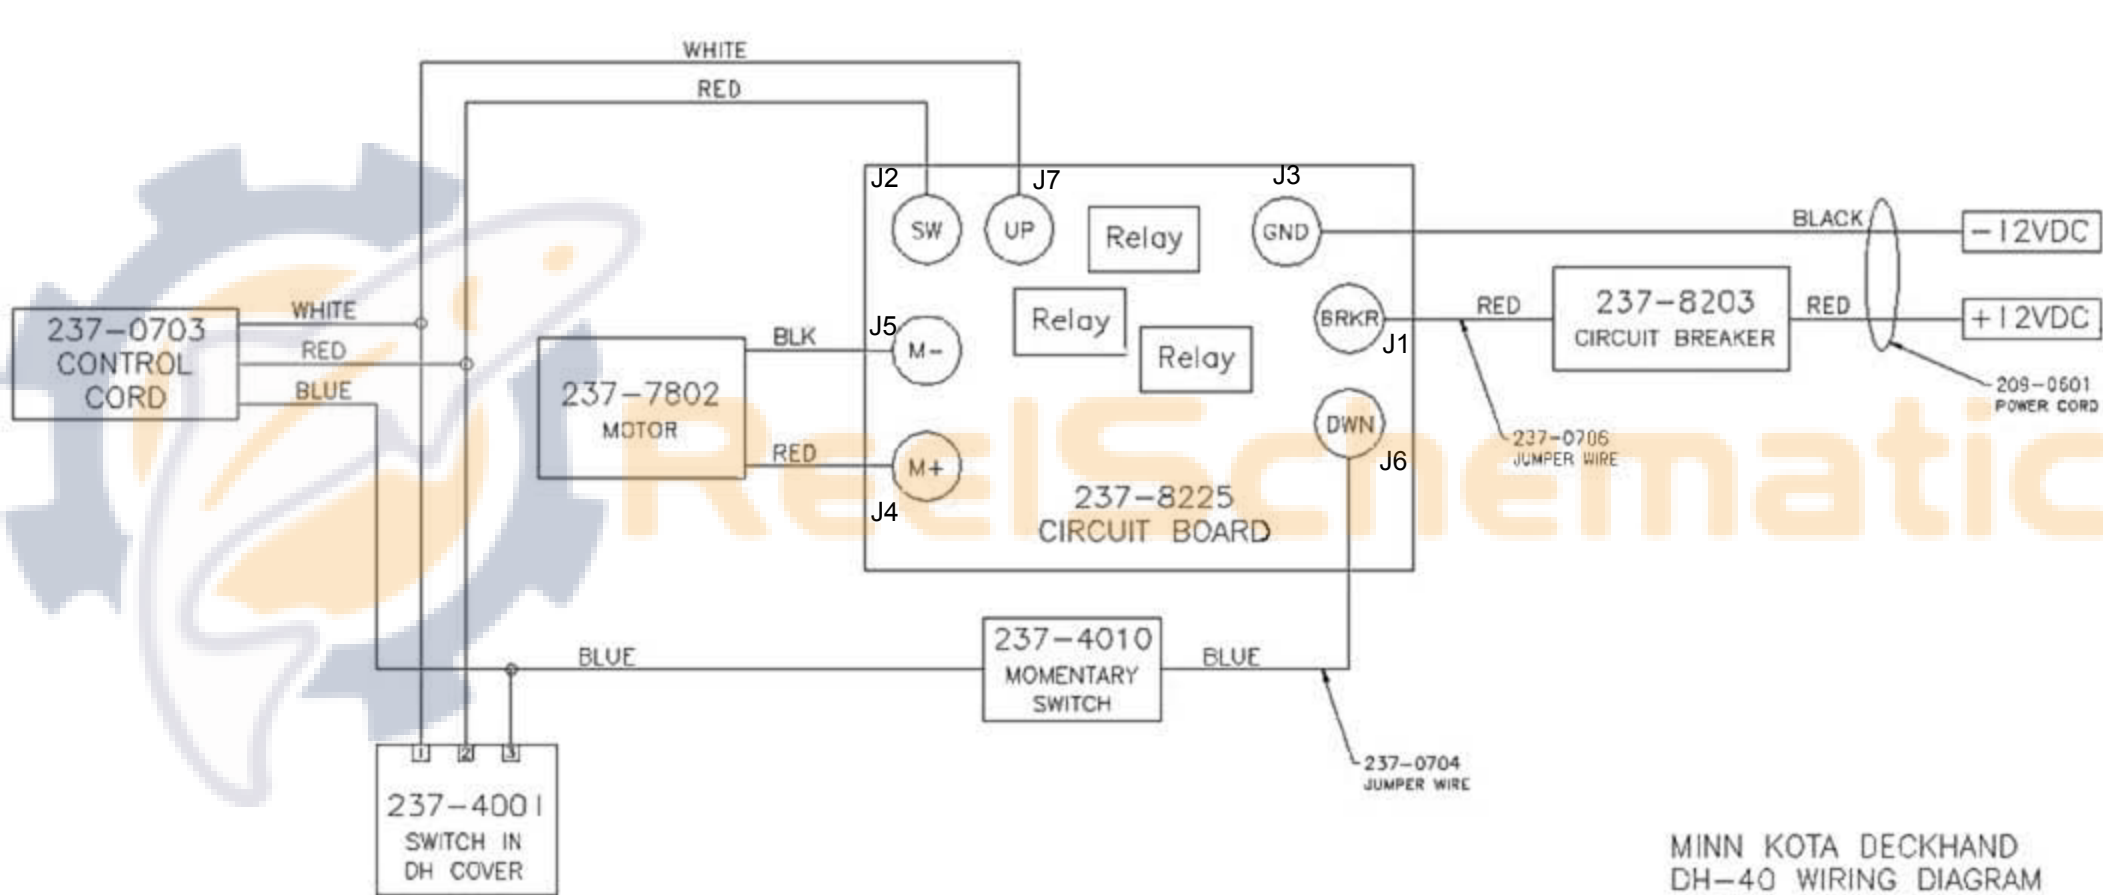 WHITE
RED
J2
J7
J3
SW
UP
Relay
GND
BLACK
-12VDC
237-0703
CONTROL
CORD
WHITE
RED
BLUE
J5
BLK
M-
Relay
Relay
BRKR
J1
RED
237-8203
CIRCUIT BREAKER
RED
+12VDC
209-0601
POWER CORD
237-7802
MOTOR
RED
M+
J4
DWN
J6
237-0706
JUMPER WIRE
ReelSchematic
237-8225
CIRCUIT BOARD
BLUE
237-4010
MOMENTARY
SWITCH
BLUE
237-0704
JUMPER WIRE
1 2 3
237-4001
SWITCH IN
DH COVER
MINN KOTA DECKHAND
DH-40 WIRING DIAGRAM